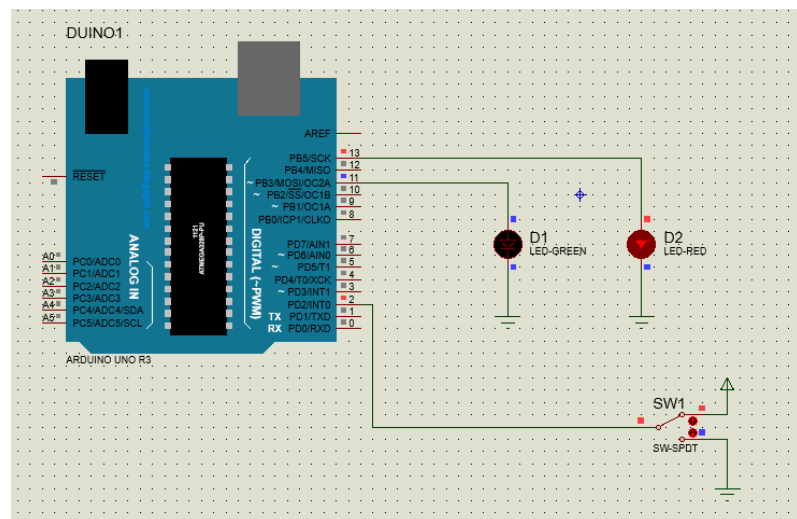 DUINO1
AREF
13
PB5/SCK
12
PB4/MISO
11
~PB3/MOSI/OC2A
10
~ PB2/SS/OC1B
9
~ PB1/OC1A
8
PB0/ICP1/CLKO
RESET
1121
ATMEGA328P-PU
ANALOG IN
DIGITAL (~PWM)
7
PD7/AIN1
6
~ PD6/AIN0
5
~ PD5/T1
4
PD4/T0/XCK
3
~ PD3/INT1
2
PD2/INT0
1
TX PD1/TXD
0
RX PD0/RXD
A0 PC0/ADC0
A1 PC1/ADC1
A2 PC2/ADC2
A3 PC3/ADC3
A4 PC4/ADC4/SDA
A5 PC5/ADC5/SCL
ARDUINO UNO R3
D1
LED-GREEN
D2
LED-RED
SW1
SW-SPDT